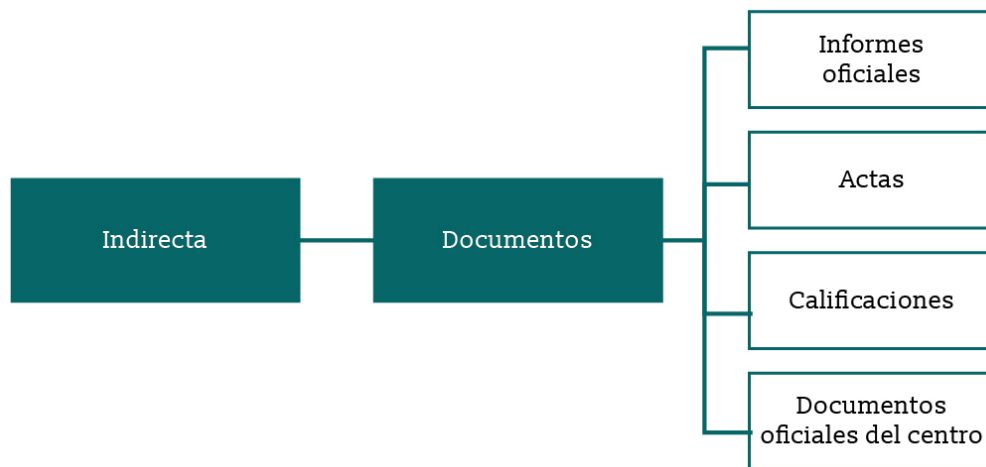 Indirecta
Documentos
Informes
oficiales
Actas
Calificaciones
Documentos
oficiales del centro